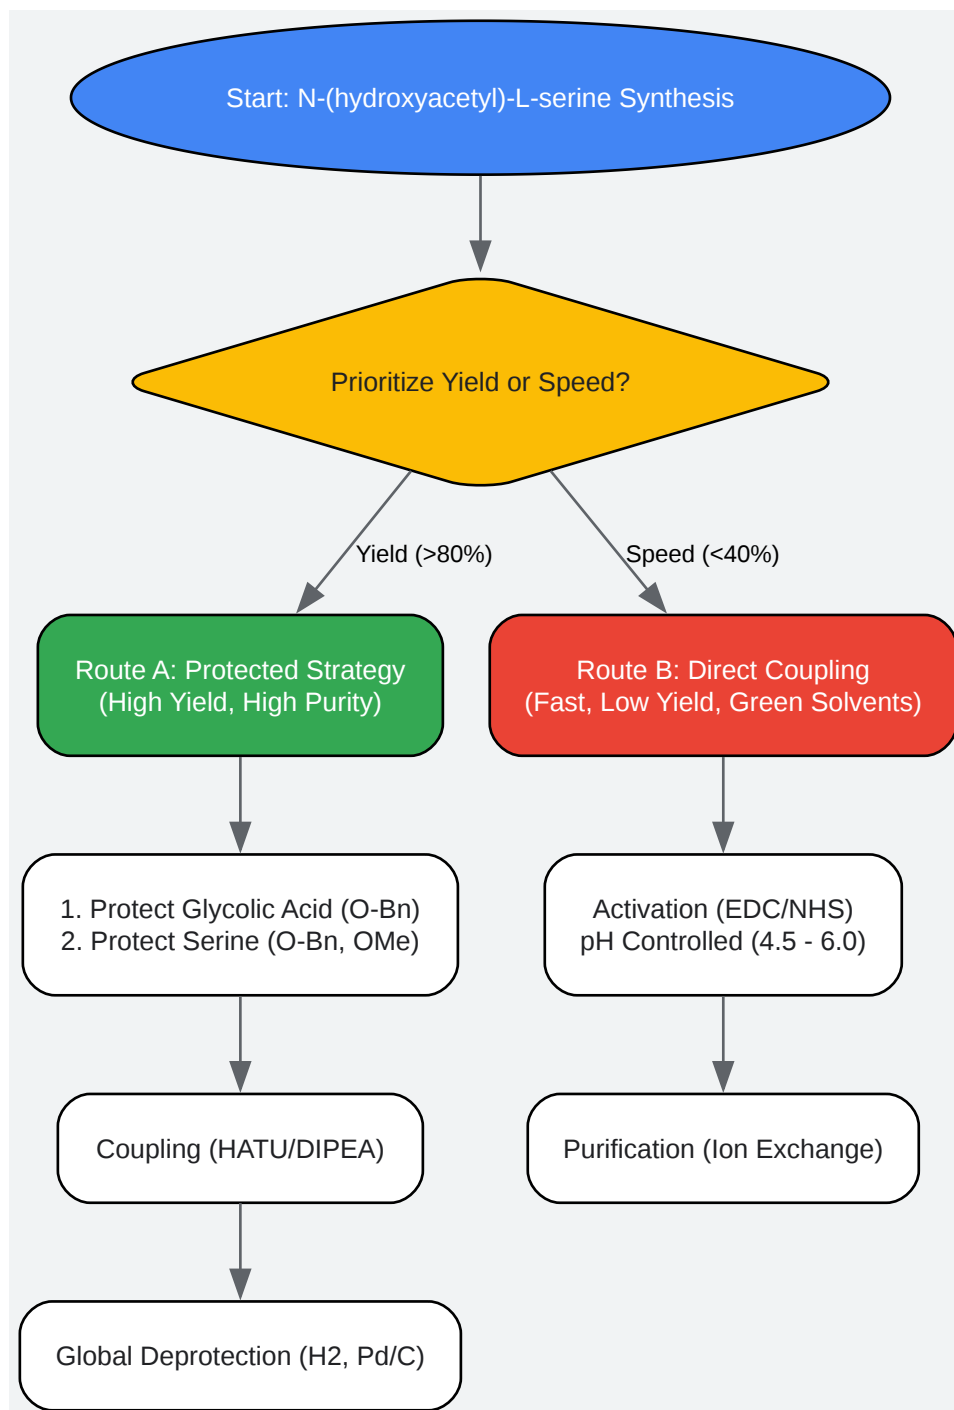 Start: N-(hydroxyacetyl)-L-serine Synthesis
Prioritize Yield or Speed?
Yield (>80%)
Speed (<40%)
Route A: Protected Strategy
(High Yield, High Purity)
Route B: Direct Coupling
(Fast, Low Yield, Green Solvents)
1. Protect Glycolic Acid (O-Bn)
2. Protect Serine (O-Bn, OMe)
Activation (EDC/NHS)
pH Controlled (4.5 - 6.0)
Coupling (HATU/DIPEA)
Purification (Ion Exchange)
Global Deprotection (H2, Pd/C)